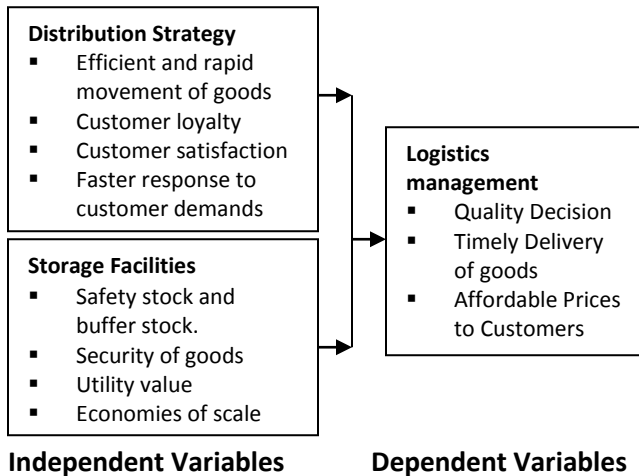 Distribution Strategy
▪ Efficient and rapid
movement of goods
▪ Customer loyalty
▪ Customer satisfaction
▪ Faster response to
customer demands
Storage Facilities
▪ Safety stock and
buffer stock.
▪ Security of goods
▪ Utility value
▪ Economies of scale
Logistics
management
▪ Quality Decision
▪ Timely Delivery
of goods
▪ Affordable Prices
to Customers
Independent Variables
Dependent Variables